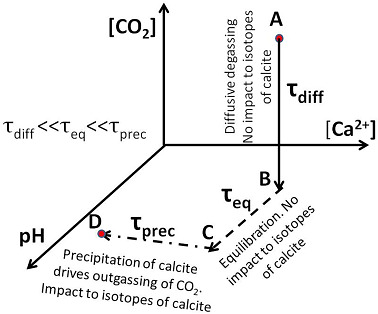 [CO₂]
A
Diffusive degassing
No impact to isotopes
of calcite
τdiff
τdiff<<τeq<<τprec
[Ca²⁺]
B
τeq
pH
D
τprec
C
Equilibration. No
impact to isotopes
of calcite
Precipitation of calcite
drives outgassing of CO₂.
Impact to isotopes of calcite